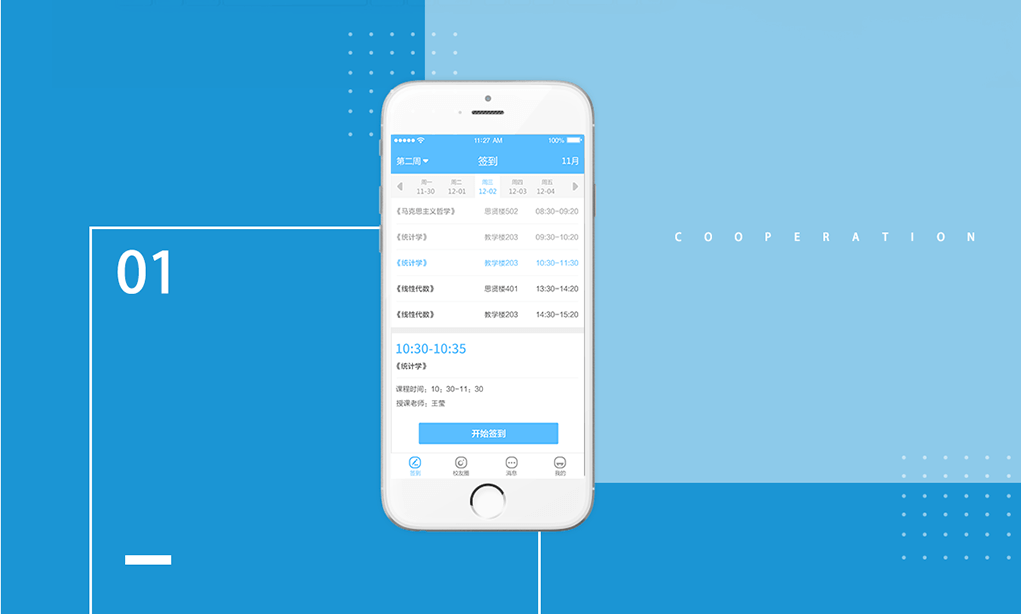 11:27 AM 100%
第二周 签到 11月
周一 周二 周三 周四 周五
11-30 12-01 12-02 12-03 12-04
《马克思主义哲学》 思贤楼502 08:30-09:20
《统计学》 教学楼203 09:30-10:20
COOPERATION
《统计学》 教学楼203 10:30-11:30
01
《线性代数》 思贤楼401 13:30-14:20
《线性代数》 教学楼203 14:30-15:20
10:30-10:35
《统计学》
课程时间：10：30-11：30
授课老师：王莹
开始签到
签到 校友圈 消息 我的